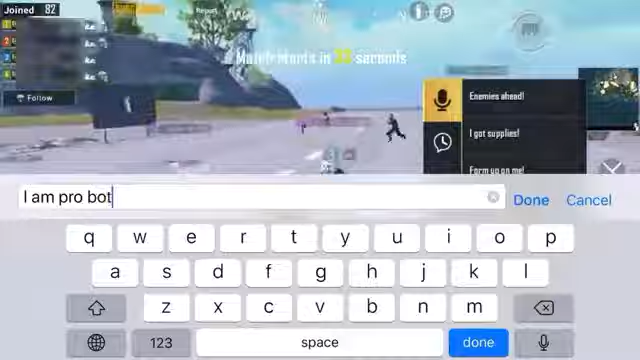 Joined 82
Report
Match starts in 33 seconds
Follow
Enemies ahead!
I got supplies!
Form up on me!
I am pro bot
Done Cancel
q w e r t y u i o p
a s d f g h j k l
z x c v b n m
123 space done